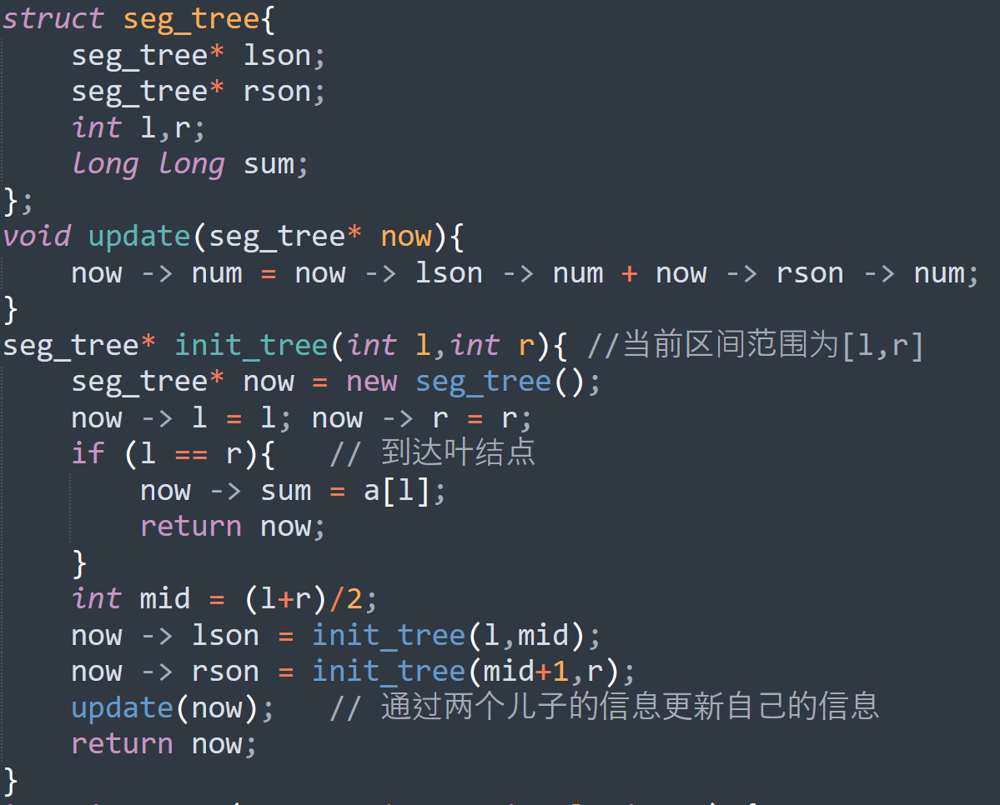 struct seg_tree{
    seg_tree* lson;
    seg_tree* rson;
    int l,r;
    long long sum;
};
void update(seg_tree* now){
    now -> num = now -> lson -> num + now -> rson -> num;
}
seg_tree* init_tree(int l,int r){ //当前区间范围为[l,r]
    seg_tree* now = new seg_tree();
    now -> l = l; now -> r = r;
    if (l == r){   // 到达叶结点
        now -> sum = a[l];
        return now;
    }
    int mid = (l+r)/2;
    now -> lson = init_tree(l,mid);
    now -> rson = init_tree(mid+1,r);
    update(now);   // 通过两个儿子的信息更新自己的信息
    return now;
}